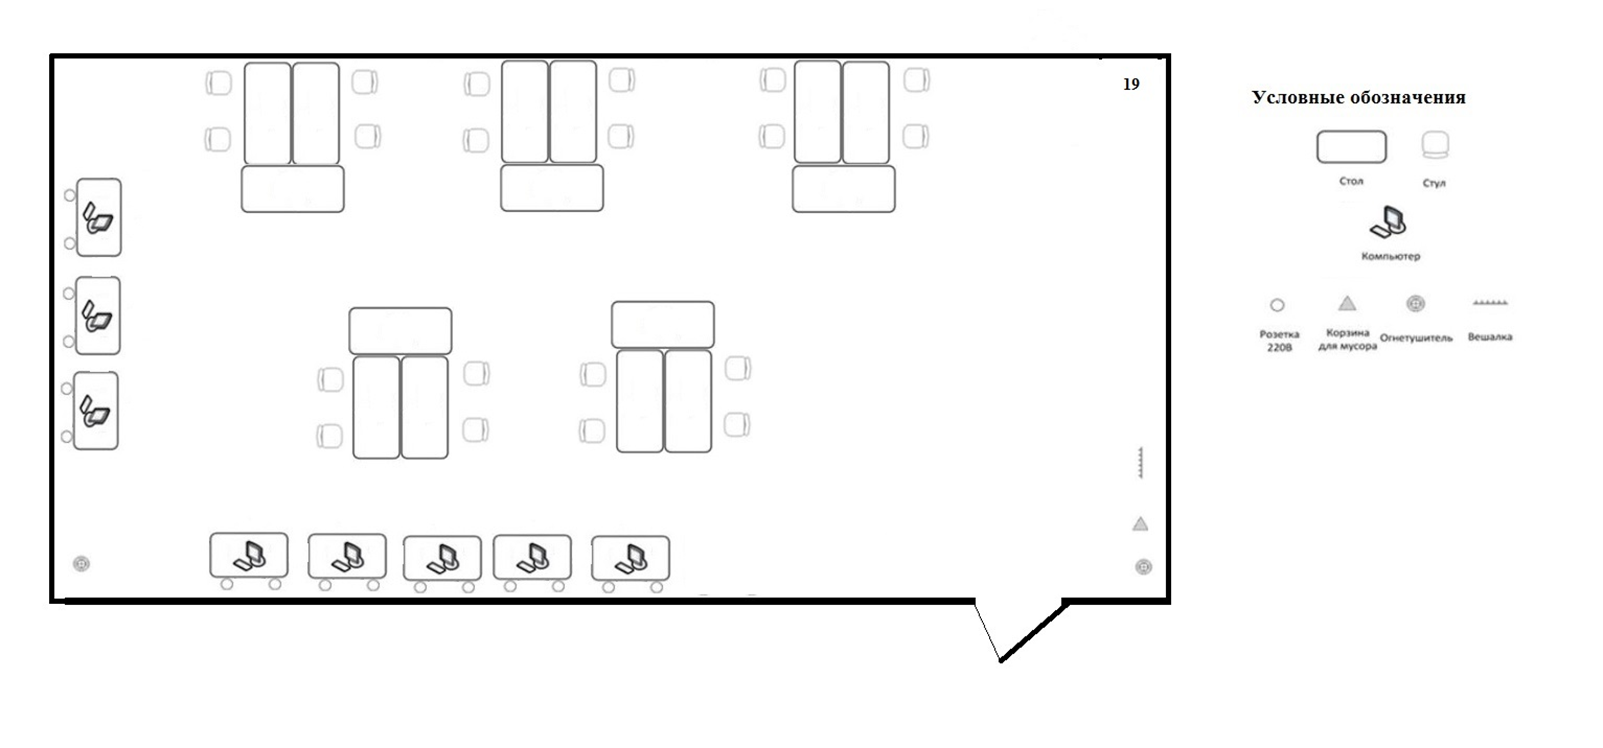 19
Условные обозначения
Стол
Стул
Компьютер
Розетка
220В
Корзина
для мусора
Огнетушитель
Вешалка